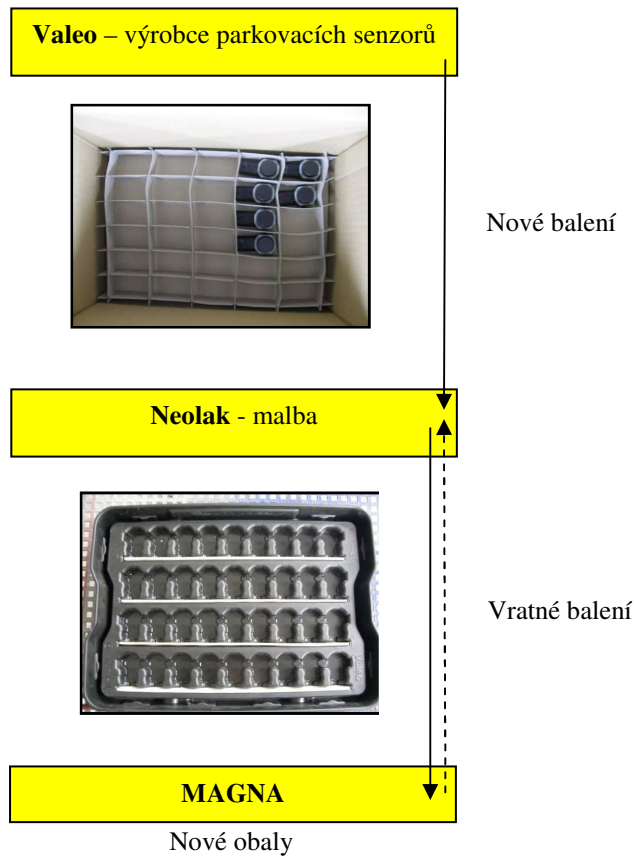 Valeo – výrobce parkovacích senzorů
Nové balení
Neolak - malba
Vratné balení
MAGNA
Nové obaly